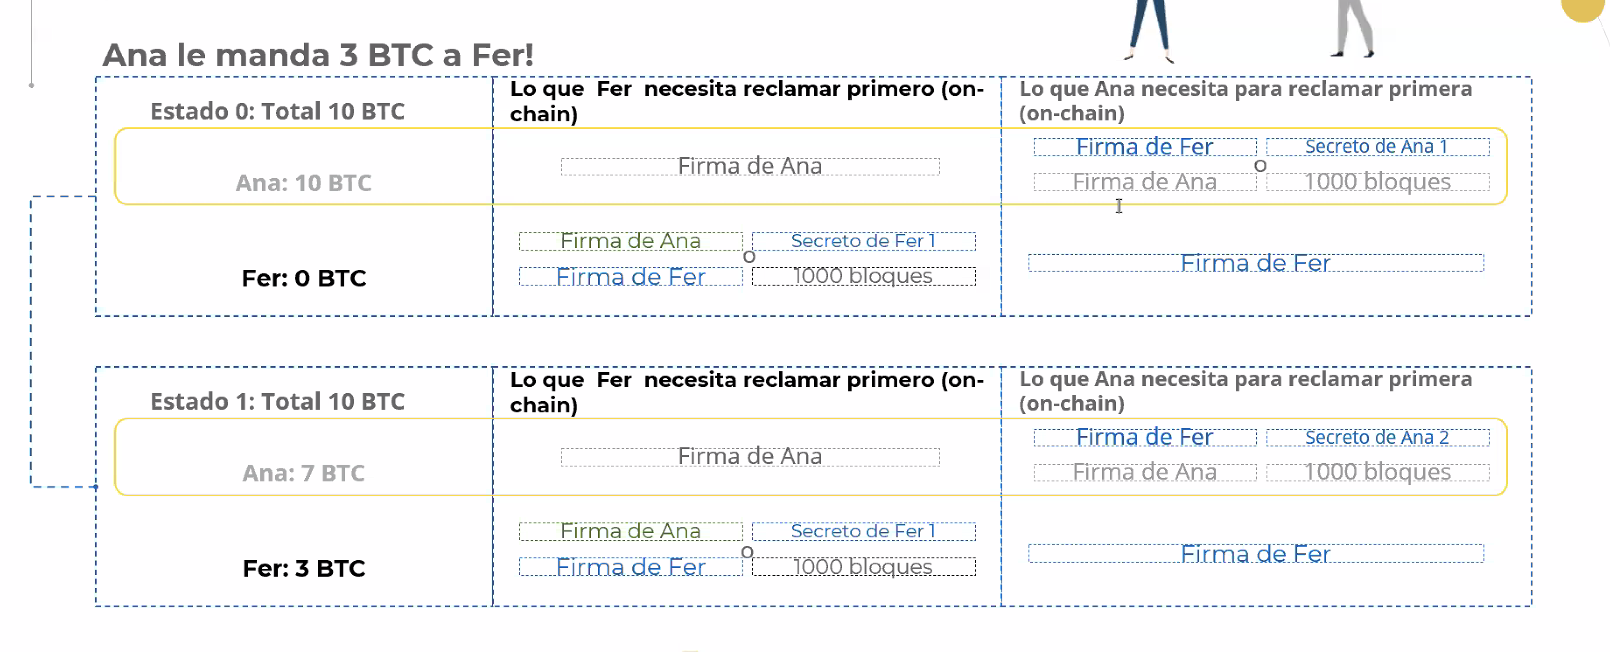 Ana le manda 3 BTC a Fer!
Estado 0: Total 10 BTC
Lo que Fer necesita reclamar primero (on-
chain)
Lo que Ana necesita para reclamar primera
(on-chain)
Ana: 10 BTC
Firma de Ana
Firma de Fer
Secreto de Ana 1
O
Firma de Ana
1000 bloques
Fer: 0 BTC
Firma de Ana
Secreto de Fer 1
O
Firma de Fer
1000 bloques
Firma de Fer
Estado 1: Total 10 BTC
Lo que Fer necesita reclamar primero (on-
chain)
Lo que Ana necesita para reclamar primera
(on-chain)
Ana: 7 BTC
Firma de Ana
Firma de Fer
Secreto de Ana 2
Firma de Ana
1000 bloques
Fer: 3 BTC
Firma de Ana
Secreto de Fer 1
O
Firma de Fer
1000 bloques
Firma de Fer